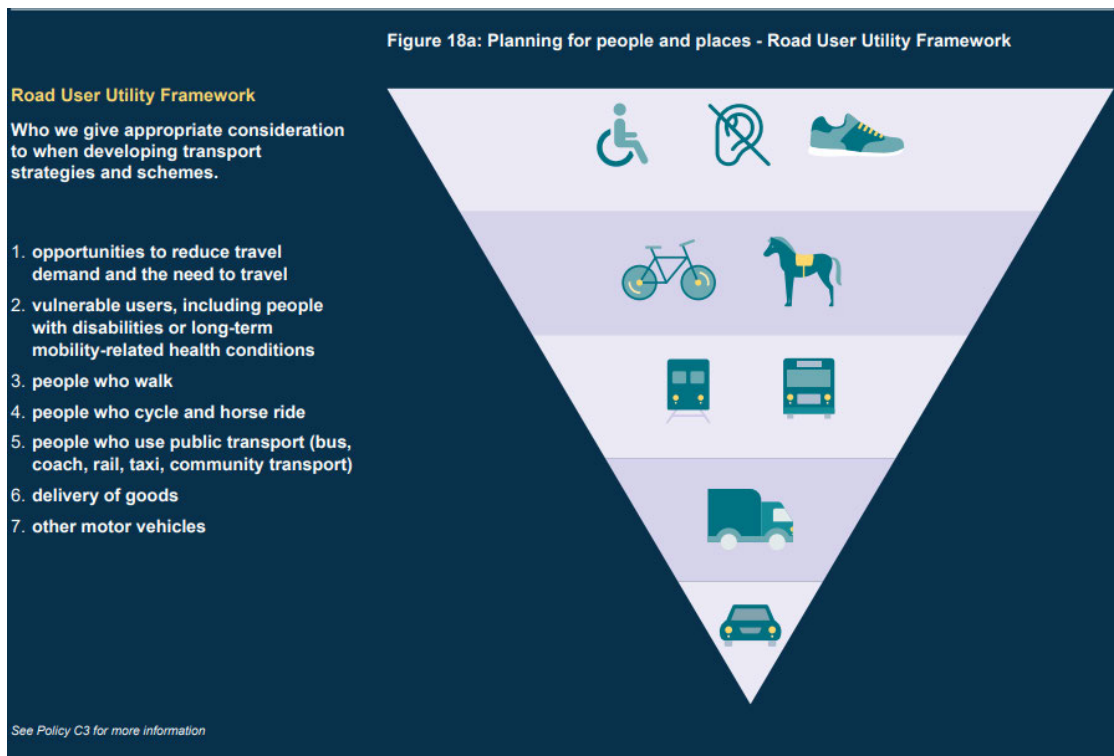 Figure 18a: Planning for people and places - Road User Utility Framework
Road User Utility Framework
Who we give appropriate consideration
to when developing transport
strategies and schemes.
1. opportunities to reduce travel
demand and the need to travel
2. vulnerable users, including people
with disabilities or long-term
mobility-related health conditions
3. people who walk
4. people who cycle and horse ride
5. people who use public transport (bus,
coach, rail, taxi, community transport)
6. delivery of goods
7. other motor vehicles
See Policy C3 for more information